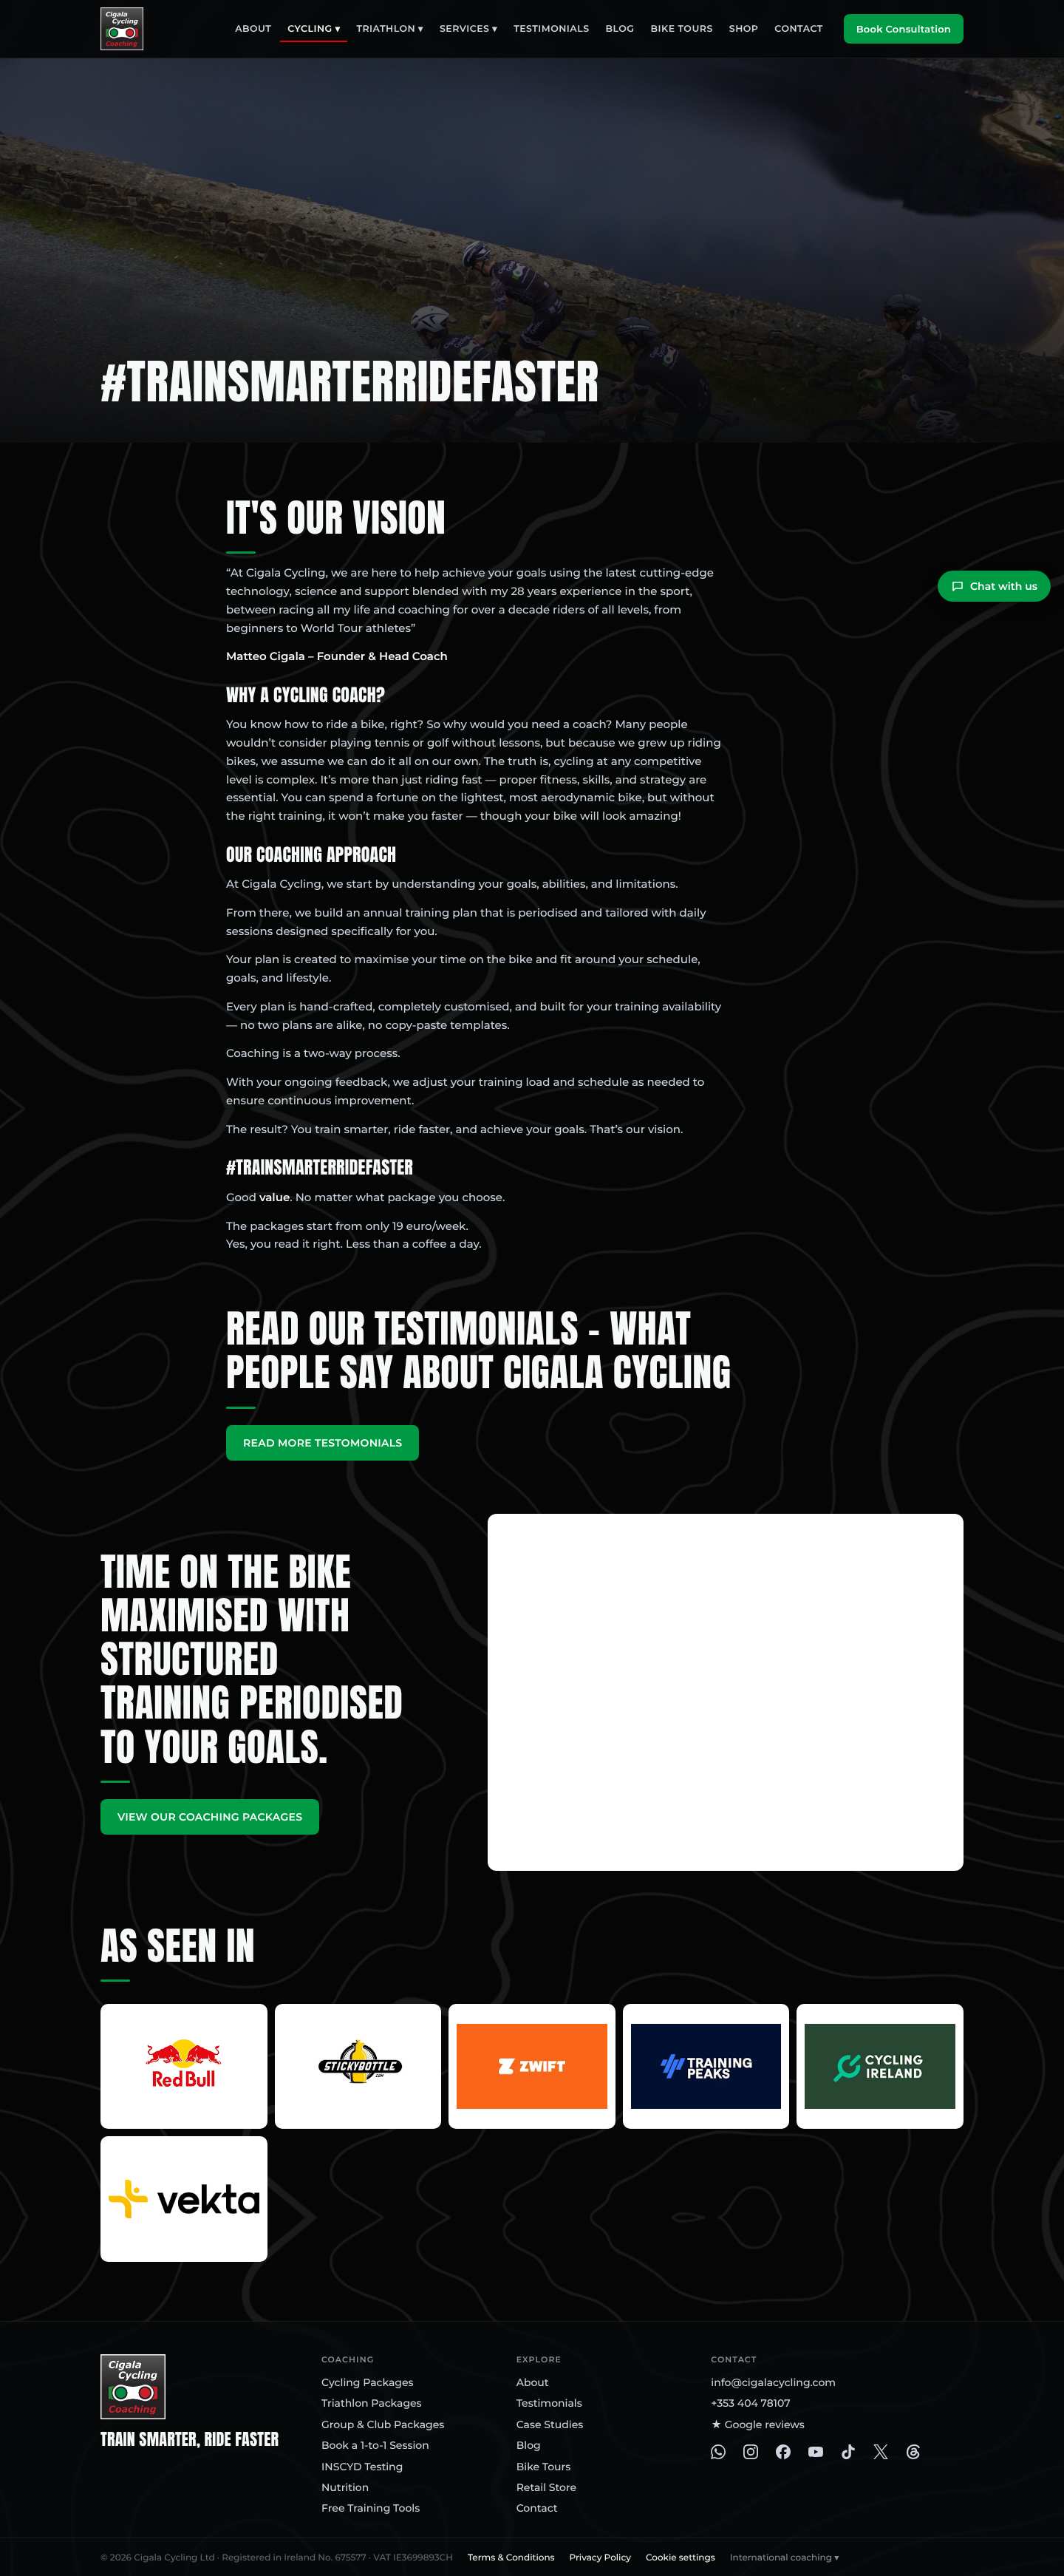 Cigala
Cycling
Coaching
ABOUT CYCLING ▾ TRIATHLON ▾ SERVICES ▾ TESTIMONIALS BLOG BIKE TOURS SHOP CONTACT Book Consultation
#TRAINSMARTERRIDEFASTER
IT'S OUR VISION
“At Cigala Cycling, we are here to help achieve your goals using the latest cutting-edge
technology, science and support blended with my 28 years experience in the sport,
between racing all my life and coaching for over a decade riders of all levels, from
beginners to World Tour athletes”
Chat with us
Matteo Cigala – Founder & Head Coach
WHY A CYCLING COACH?
You know how to ride a bike, right? So why would you need a coach? Many people
wouldn’t consider playing tennis or golf without lessons, but because we grew up riding
bikes, we assume we can do it all on our own. The truth is, cycling at any competitive
level is complex. It’s more than just riding fast — proper fitness, skills, and strategy are
essential. You can spend a fortune on the lightest, most aerodynamic bike, but without
the right training, it won’t make you faster — though your bike will look amazing!
OUR COACHING APPROACH
At Cigala Cycling, we start by understanding your goals, abilities, and limitations.
From there, we build an annual training plan that is periodised and tailored with daily
sessions designed specifically for you.
Your plan is created to maximise your time on the bike and fit around your schedule,
goals, and lifestyle.
Every plan is hand-crafted, completely customised, and built for your training availability
— no two plans are alike, no copy-paste templates.
Coaching is a two-way process.
With your ongoing feedback, we adjust your training load and schedule as needed to
ensure continuous improvement.
The result? You train smarter, ride faster, and achieve your goals. That’s our vision.
#TRAINSMARTERRIDEFASTER
Good value. No matter what package you choose.
The packages start from only 19 euro/week.
Yes, you read it right. Less than a coffee a day.
READ OUR TESTIMONIALS - WHAT
PEOPLE SAY ABOUT CIGALA CYCLING
READ MORE TESTOMONIALS
TIME ON THE BIKE
MAXIMISED WITH
STRUCTURED
TRAINING PERIODISED
TO YOUR GOALS.
VIEW OUR COACHING PACKAGES
AS SEEN IN
Red Bull
STICKYBOTTLE
.COM
ZWIFT
TRAINING
PEAKS
CYCLING
IRELAND
vekta
Cigala
Cycling
Coaching
TRAIN SMARTER, RIDE FASTER
COACHING
Cycling Packages
Triathlon Packages
Group & Club Packages
Book a 1-to-1 Session
INSCYD Testing
Nutrition
Free Training Tools
EXPLORE
About
Testimonials
Case Studies
Blog
Bike Tours
Retail Store
Contact
CONTACT
info@cigalacycling.com
+353 404 78107
★ Google reviews
© 2026 Cigala Cycling Ltd · Registered in Ireland No. 675577 · VAT IE3699893CH Terms & Conditions Privacy Policy Cookie settings International coaching ▾